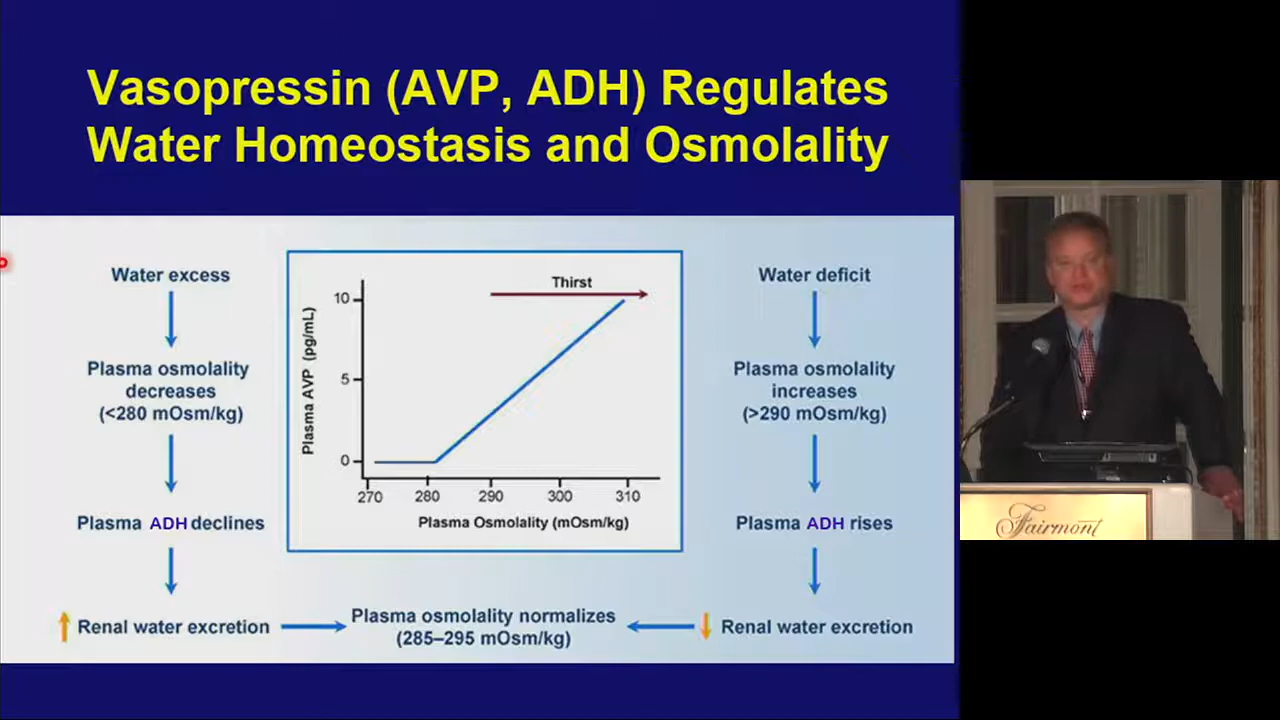 Vasopressin (AVP, ADH) Regulates
Water Homeostasis and Osmolality
Water excess
Plasma osmolality
decreases
(<280 mOsm/kg)
Plasma ADH declines
Renal water excretion
Thirst
Plasma AVP (pg/mL)
10
5
0
270 280 290 300 310
Plasma Osmolality (mOsm/kg)
Plasma osmolality normalizes
(285–295 mOsm/kg)
Water deficit
Plasma osmolality
increases
(>290 mOsm/kg)
Plasma ADH rises
Renal water excretion
Fairmont